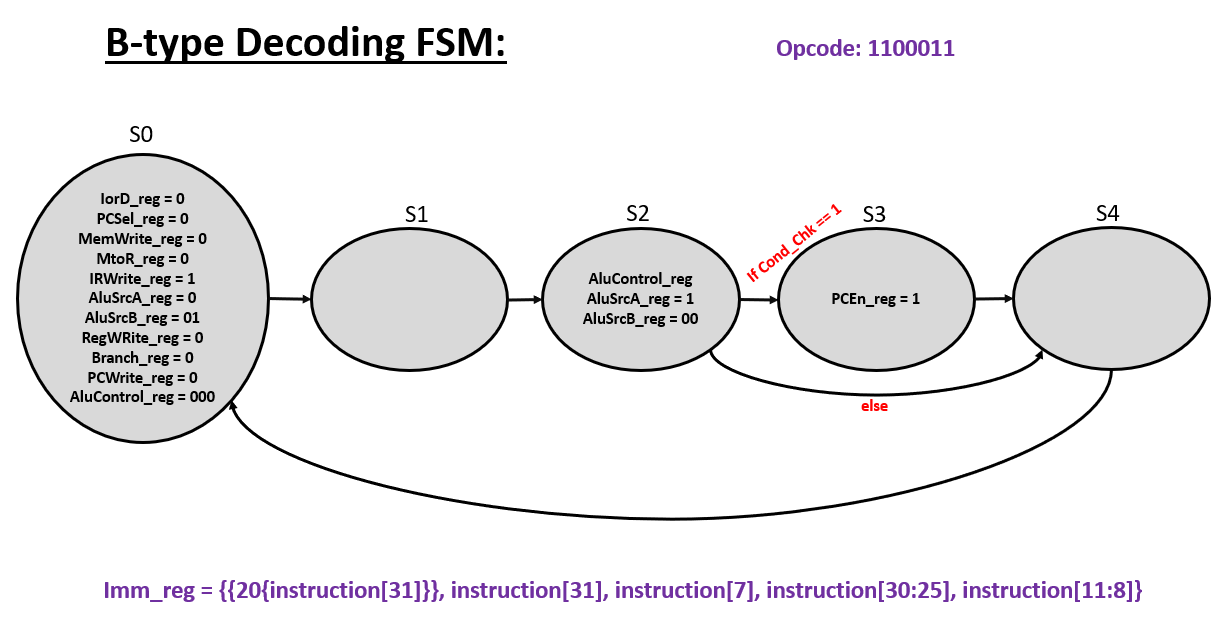 B-type Decoding FSM:
Opcode: 1100011
S0
IorD_reg = 0
PCSel_reg = 0
MemWrite_reg = 0
MtoR_reg = 0
IRWrite_reg = 1
AluSrcA_reg = 0
AluSrcB_reg = 01
RegWRite_reg = 0
Branch_reg = 0
PCWrite_reg = 0
AluControl_reg = 000
S1
S2
AluControl_reg
AluSrcA_reg = 1
AluSrcB_reg = 00
If Cond_Chk == 1
S3
PCEn_reg = 1
S4
else
Imm_reg = {{20{instruction[31]}}, instruction[31], instruction[7], instruction[30:25], instruction[11:8]}